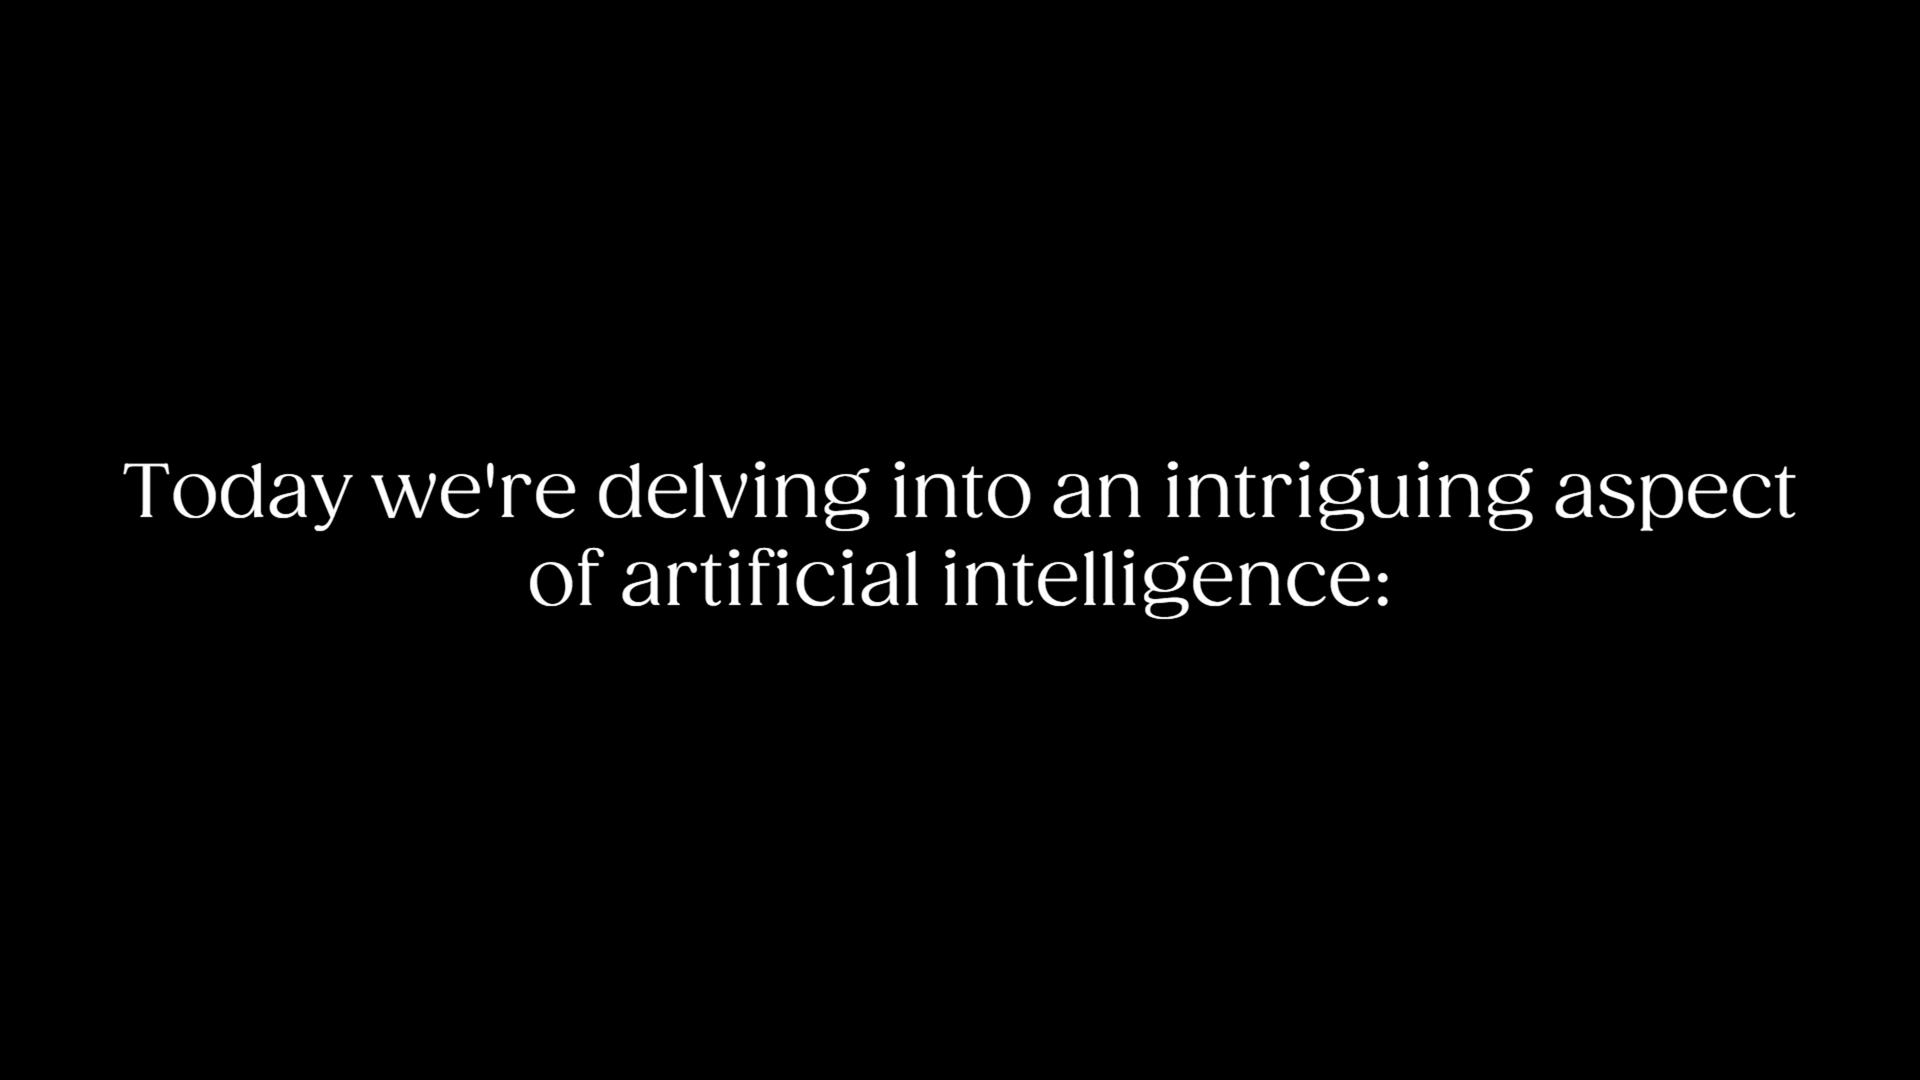 Today we're delving into an intriguing aspect
of artificial intelligence: